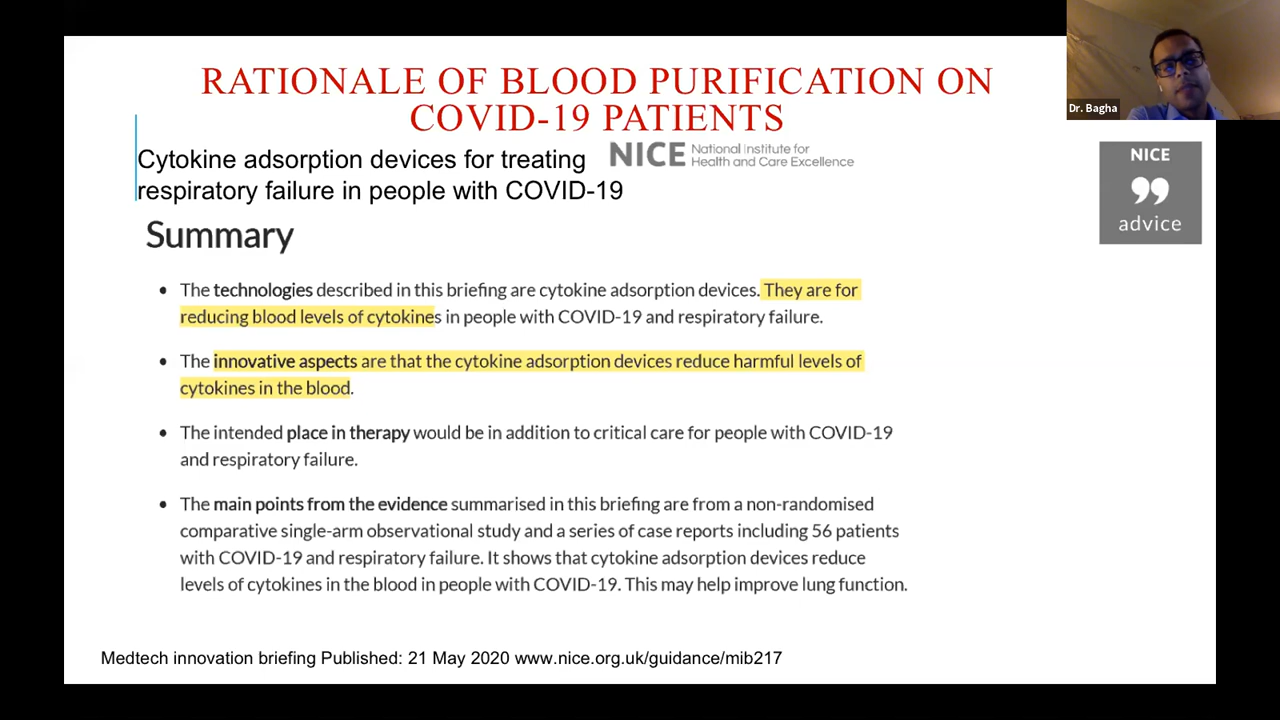 RATIONALE OF BLOOD PURIFICATION ON
COVID-19 PATIENTS
Dr. Bagha
Cytokine adsorption devices for treating
respiratory failure in people with COVID-19
NICE National Institute for
Health and Care Excellence
NICE
advice
Summary
• The technologies described in this briefing are cytokine adsorption devices. They are for
reducing blood levels of cytokines in people with COVID-19 and respiratory failure.
• The innovative aspects are that the cytokine adsorption devices reduce harmful levels of
cytokines in the blood.
• The intended place in therapy would be in addition to critical care for people with COVID-19
and respiratory failure.
• The main points from the evidence summarised in this briefing are from a non-randomised
comparative single-arm observational study and a series of case reports including 56 patients
with COVID-19 and respiratory failure. It shows that cytokine adsorption devices reduce
levels of cytokines in the blood in people with COVID-19. This may help improve lung function.
Medtech innovation briefing Published: 21 May 2020 www.nice.org.uk/guidance/mib217